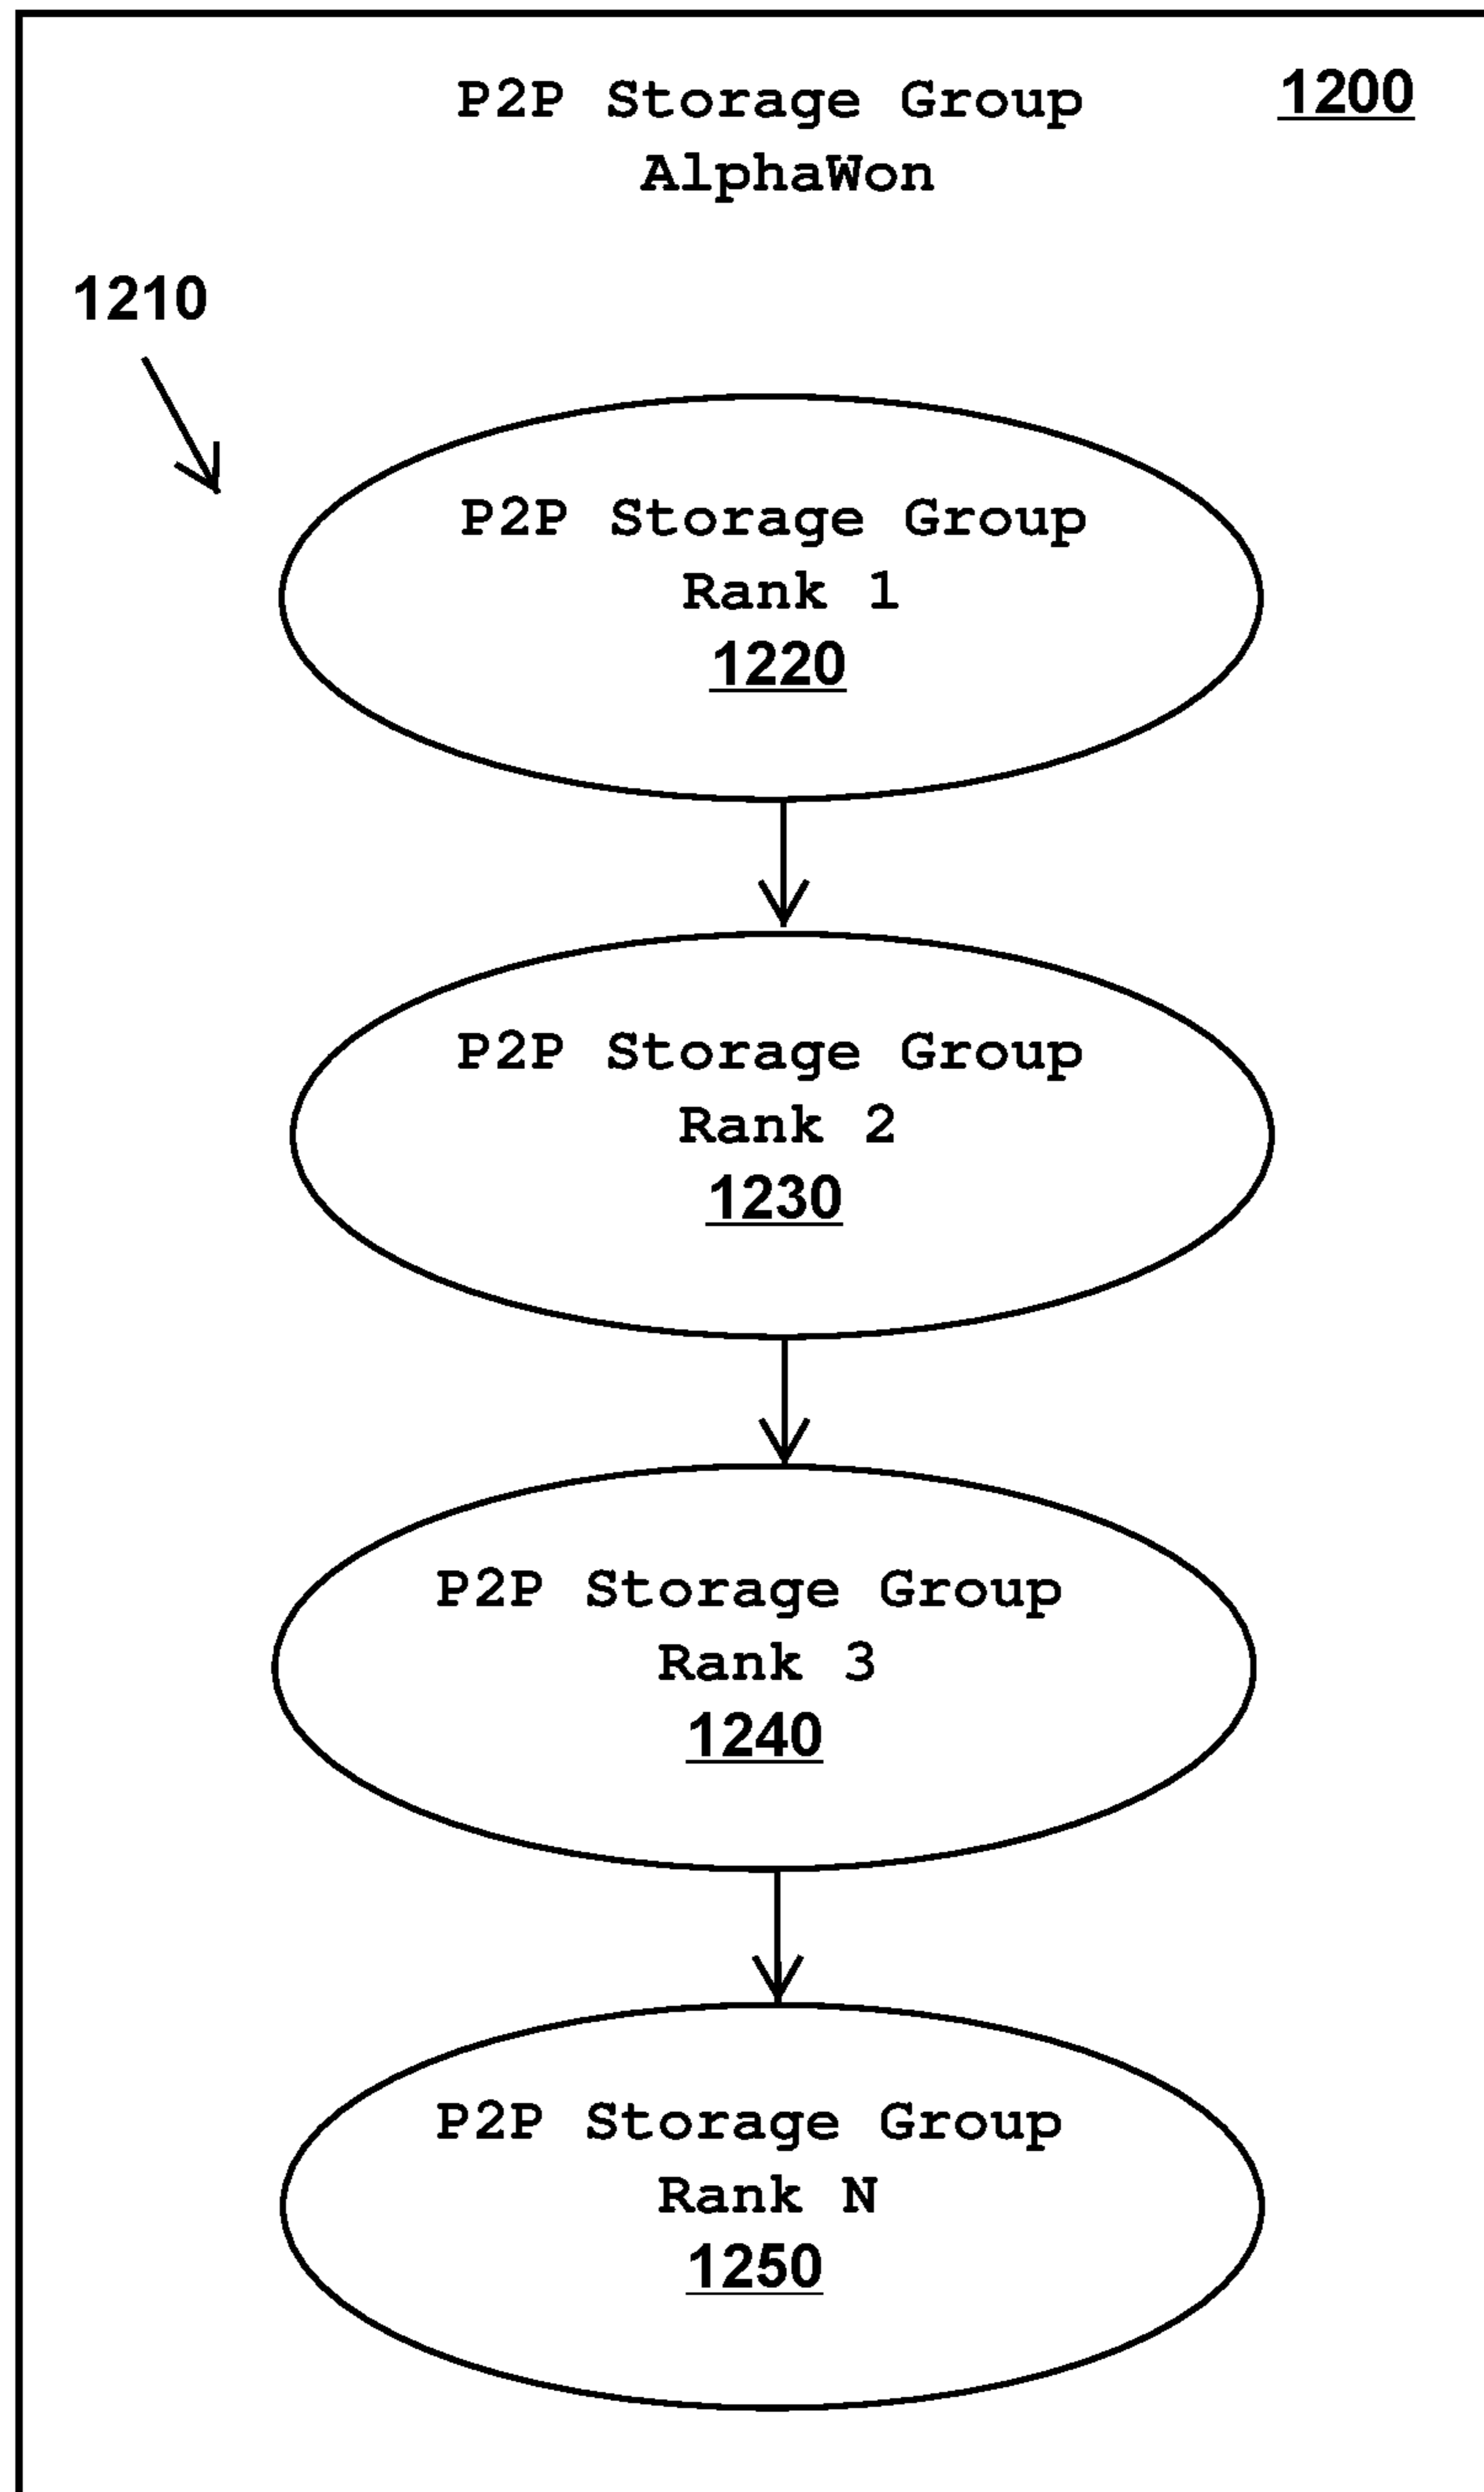 P2P Storage Group
1200
AlphaWon
1210
P2P Storage Group
Rank 1
1220
P2P Storage Group
Rank 2
1230
P2P Storage Group
Rank 3
1240
P2P Storage Group
Rank N
1250